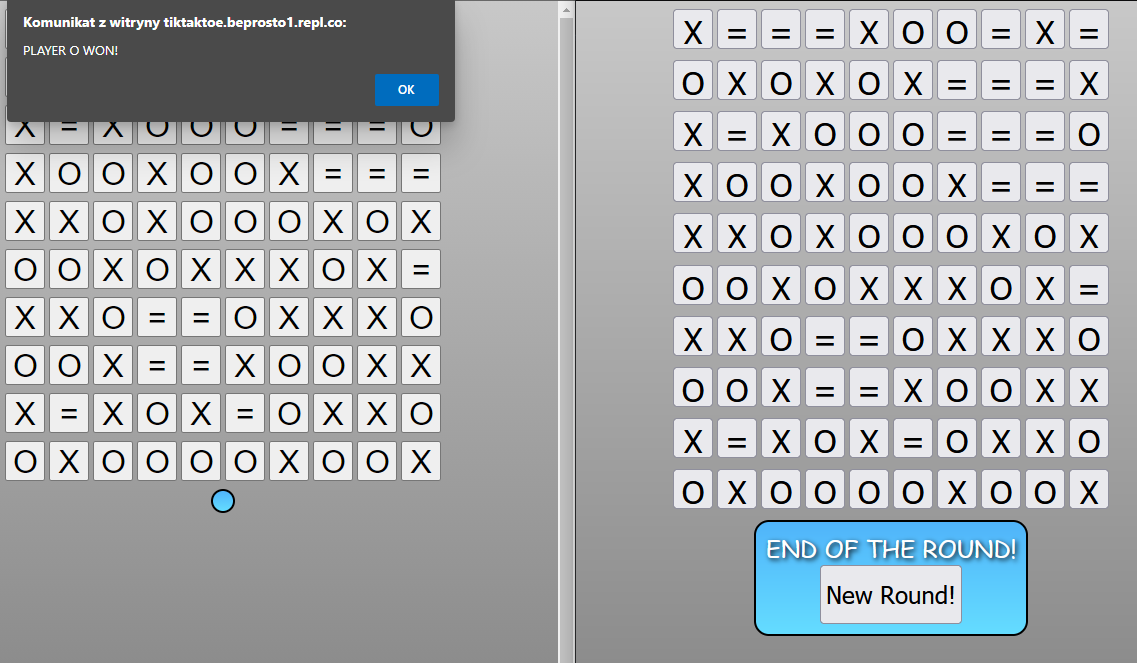 Komunikat z witryny tiktaktoe.beprosto1.repl.co:
PLAYER O WON!
OK
X = X O O O = = = O
X O O X O O X = = =
X X O X O O O X O X
O O X O X X X O X =
X X O = = O X X X O
O O X = = X O O X X
X = X O X = O X X O
O X O O O O X O O X
X = = = X O O = X =
O X O X O X = = = X
X = X O O O = = = O
X O O X O O X = = =
X X O X O O O X O X
O O X O X X X O X =
X X O = = O X X X O
O O X = = X O O X X
X = X O X = O X X O
O X O O O O X O O X
END OF THE ROUND!
New Round!